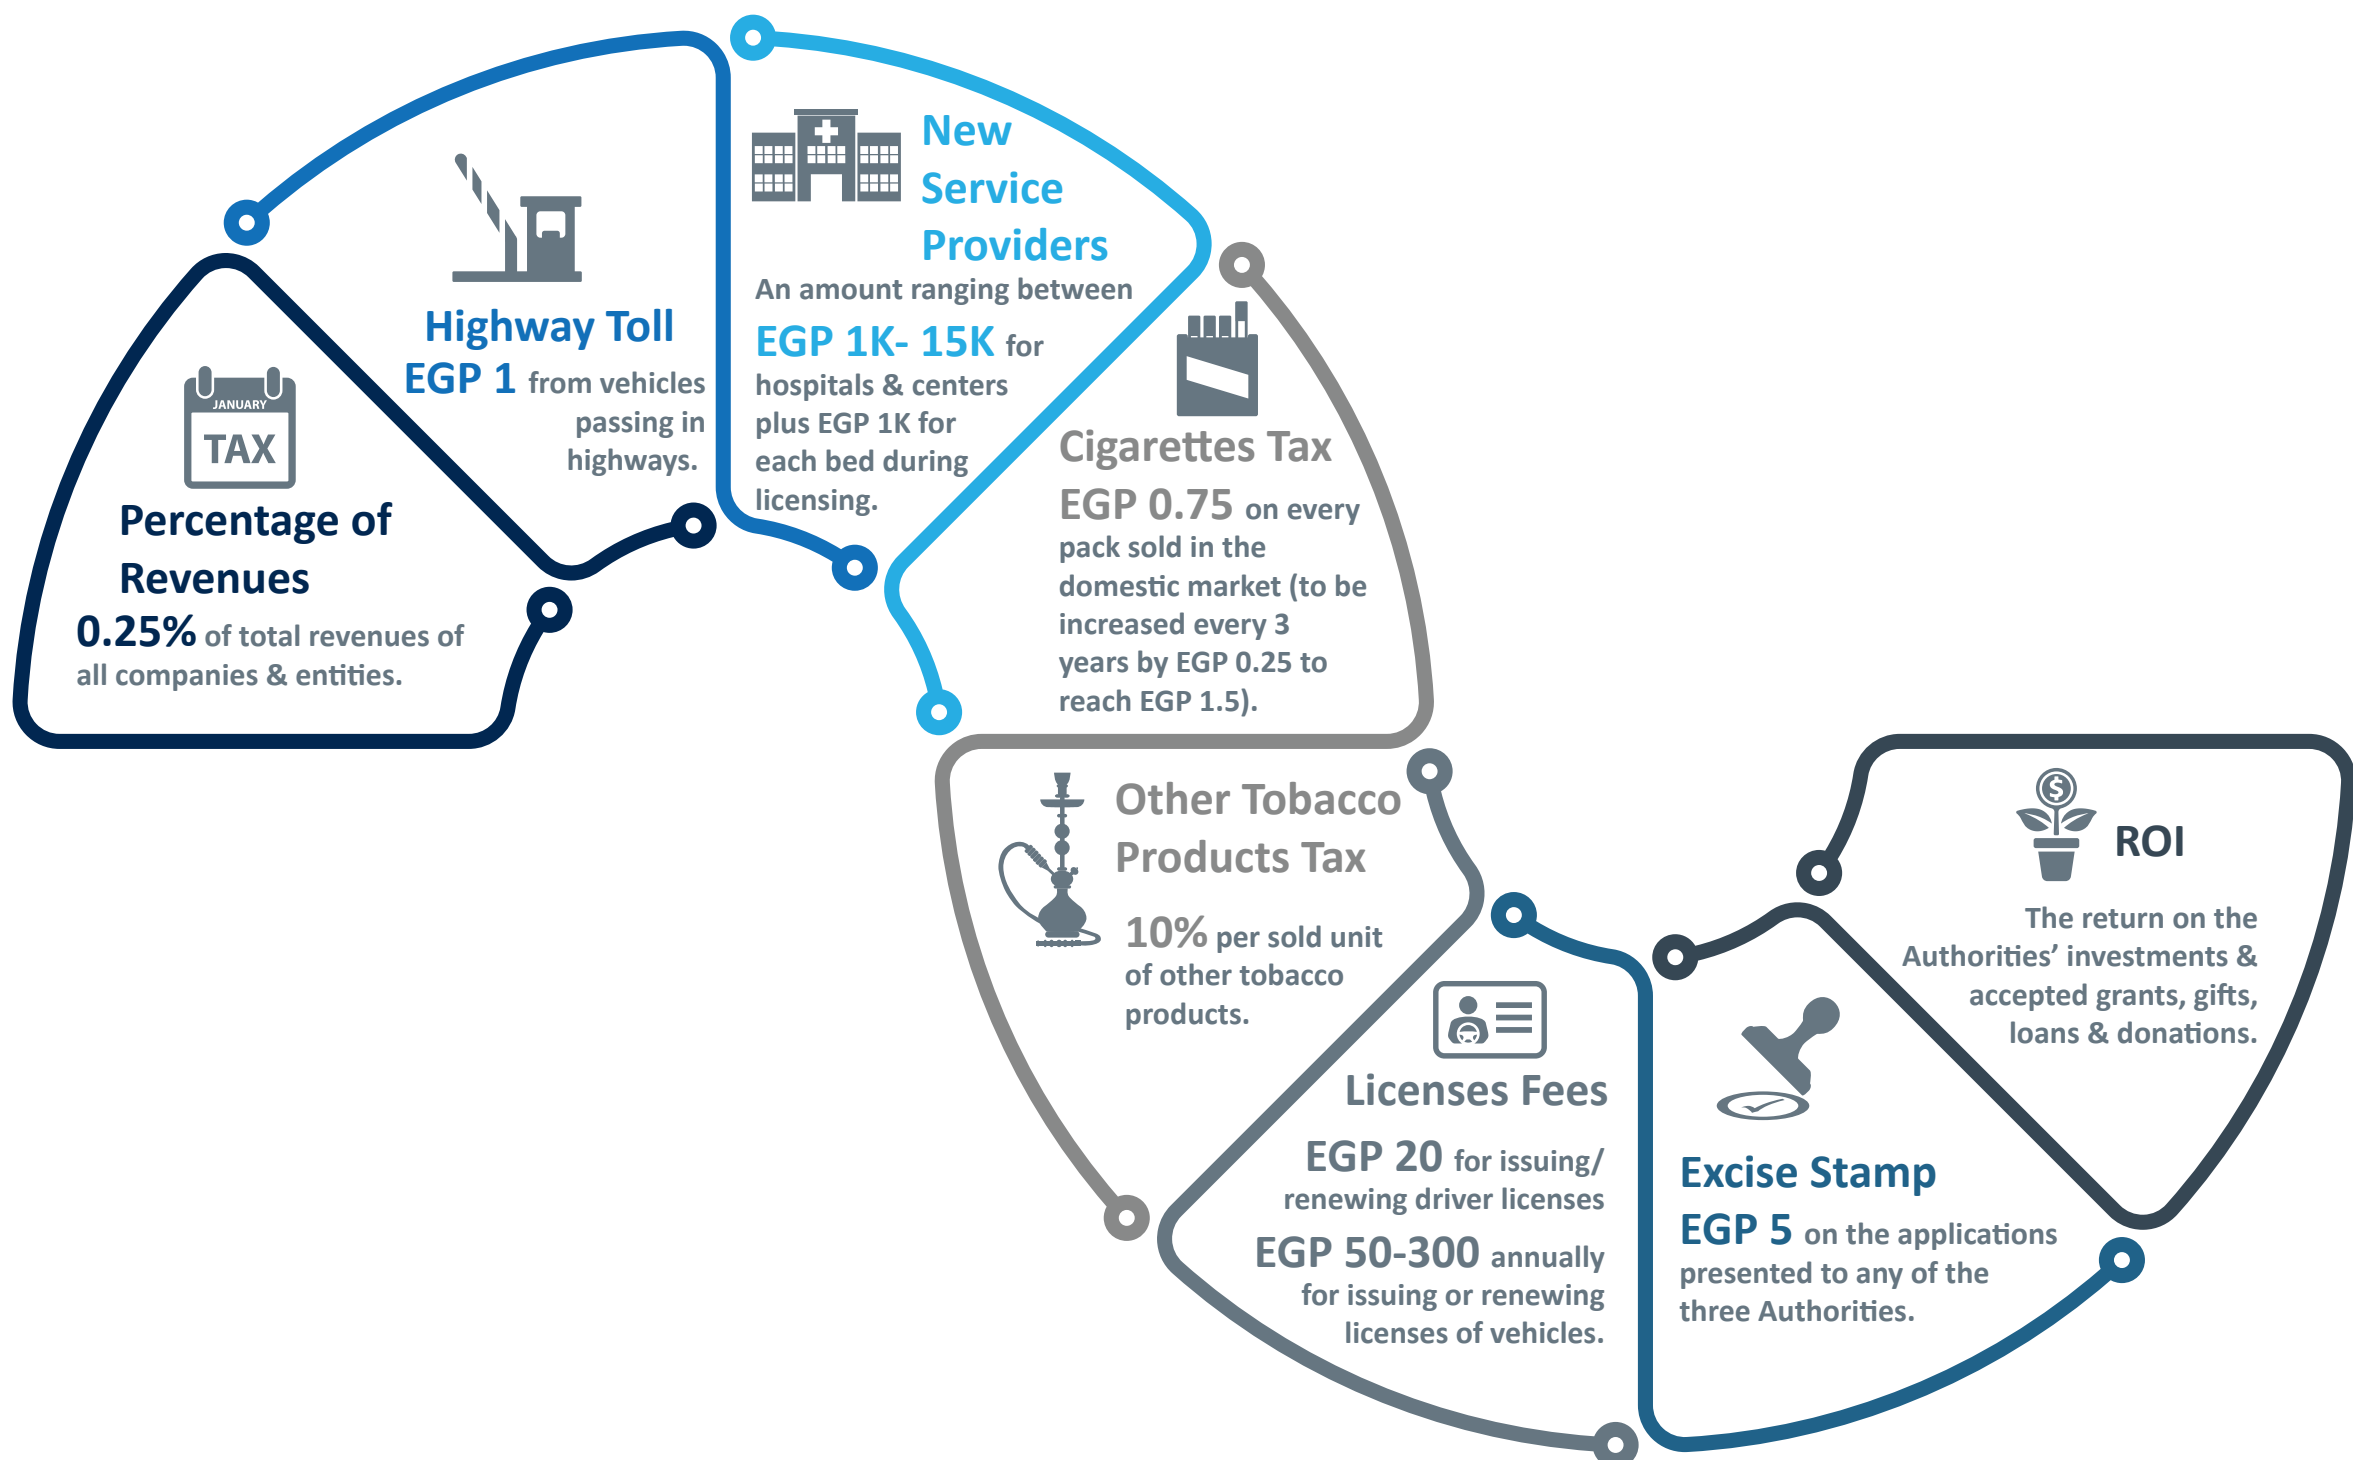 JANUARY
TAX
Percentage of
Revenues
0.25% of total revenues of
all companies & entities.
Highway Toll
EGP 1 from vehicles
passing in
highways.
New
Service
Providers
An amount ranging between
EGP 1K- 15K for
hospitals & centers
plus EGP 1K for
each bed during
licensing.
Cigarettes Tax
EGP 0.75 on every
pack sold in the
domestic market (to be
increased every 3
years by EGP 0.25 to
reach EGP 1.5).
Other Tobacco
Products Tax
10% per sold unit
of other tobacco
products.
Licenses Fees
EGP 20 for issuing/
renewing driver licenses
EGP 50-300 annually
for issuing or renewing
licenses of vehicles.
Excise Stamp
EGP 5 on the applications
presented to any of the
three Authorities.
$
ROI
The return on the
Authorities’ investments &
accepted grants, gifts,
loans & donations.